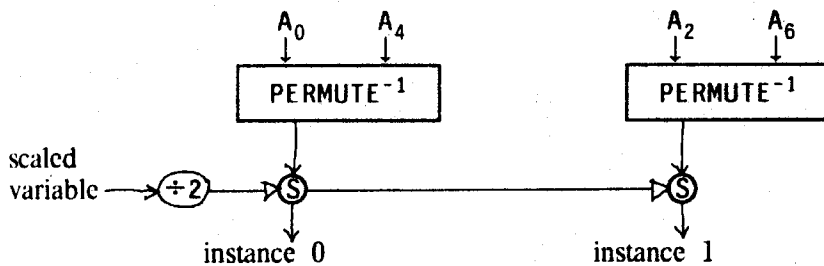 A₀ A₄ A₂ A₆
PERMUTE⁻¹ PERMUTE⁻¹
scaled
variable ÷2 S S
instance 0 instance 1